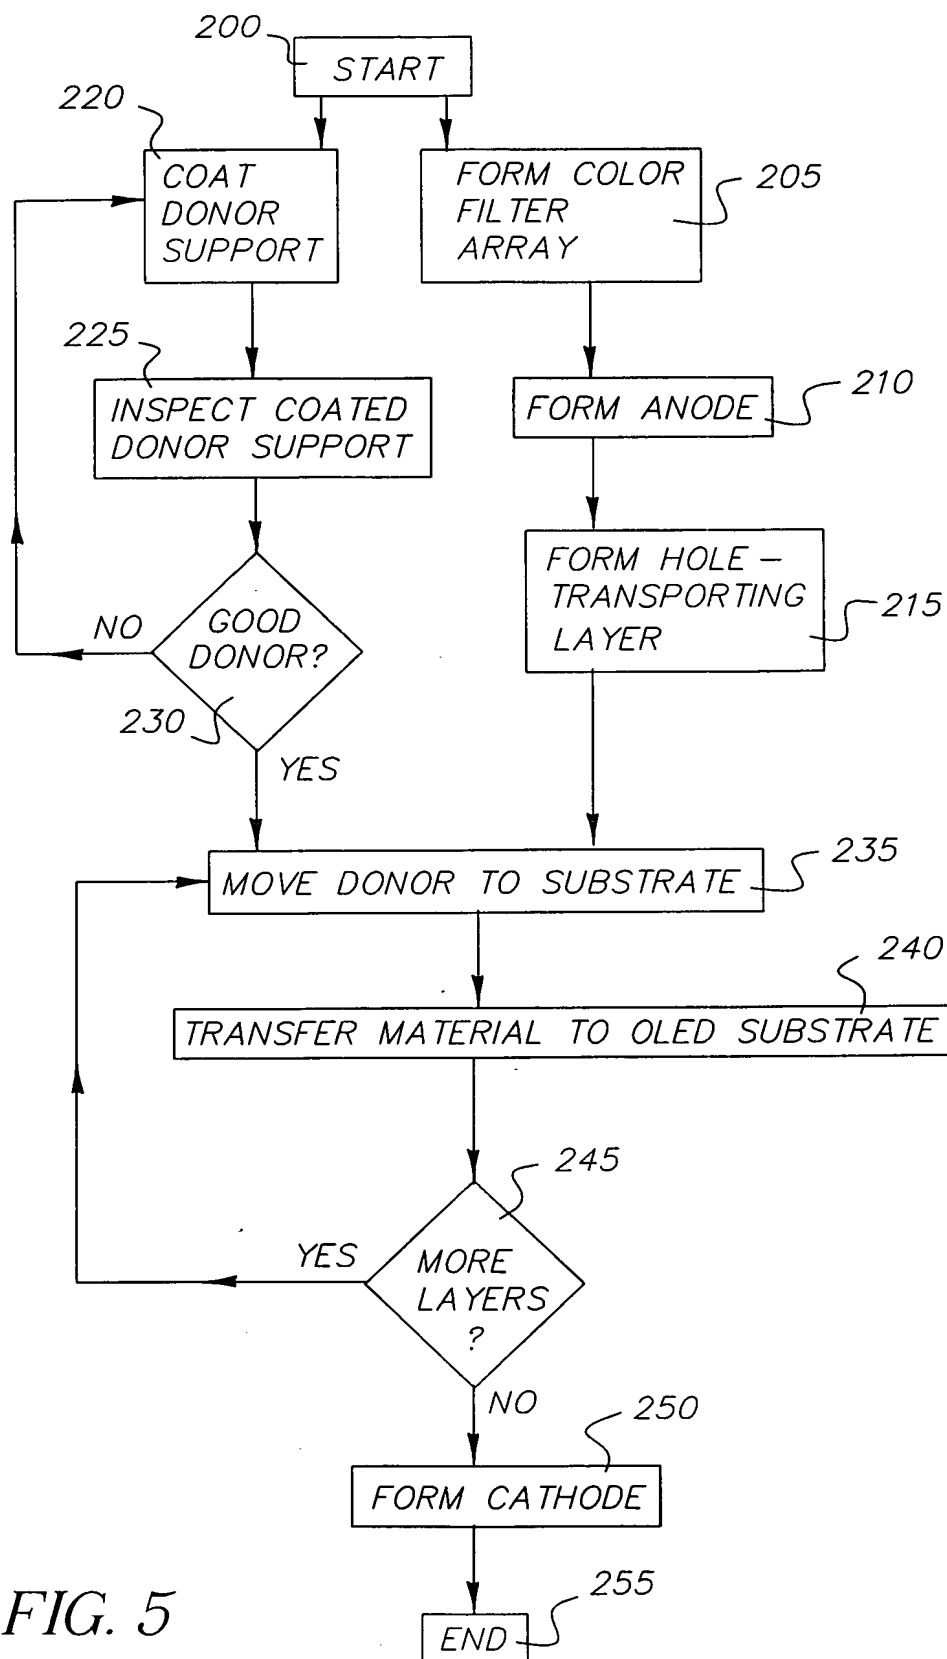 200
START
220
COAT
DONOR
SUPPORT
FORM COLOR
FILTER
ARRAY
205
225
INSPECT COATED
DONOR SUPPORT
FORM ANODE
210
FORM HOLE –
TRANSPORTING
LAYER
215
NO
GOOD
DONOR?
230
YES
MOVE DONOR TO SUBSTRATE
235
240
TRANSFER MATERIAL TO OLED SUBSTRATE
245
YES
MORE
LAYERS
?
NO
250
FORM CATHODE
255
END
FIG. 5